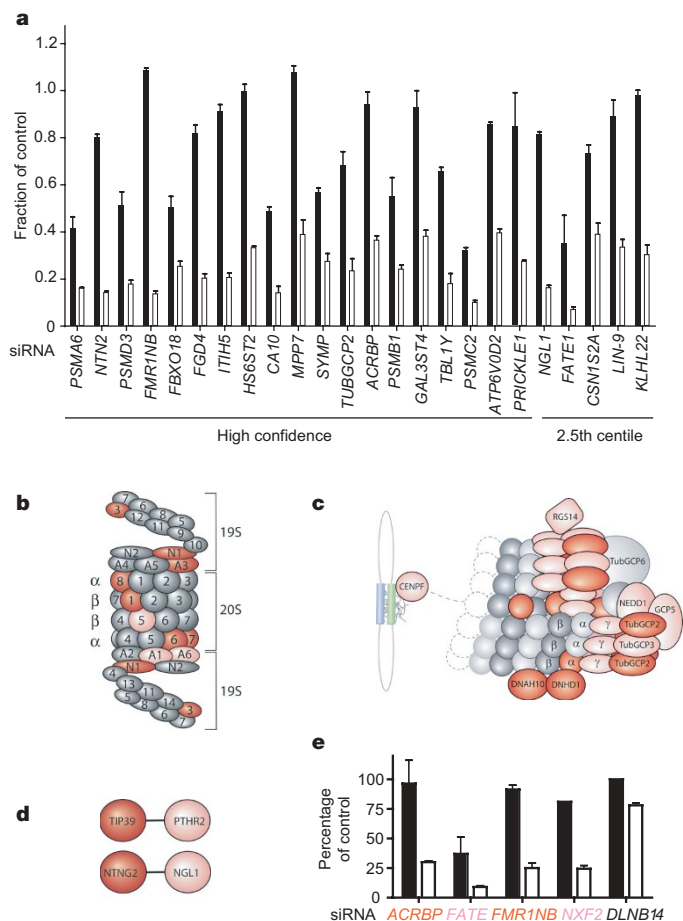 a
Fraction of control
1.2
1.0
0.8
0.6
0.4
0.2
0
siRNA
PSMA6
NTN2
PSMD3
FMR1NB
FBXO18
FGD4
ITIH5
HS6ST2
CA10
MPP7
SYMP
TUBGCP2
ACRBP
PSMB1
GAL3ST4
TBL1Y
PSMC2
ATP6V0D2
PRICKLE1
NGL1
FATE1
CSN1S2A
LIN-9
KLHL22
High confidence
2.5th centile
b
7
3 6
12 8
11 5
9
10
N2 N1
A4 A5 A3
α 8 1 2 3
β 7 1 2 3
β 4 5 6
α 4 5 6 7
A2 A1 A6
N1 N2
4
13
11
5 14 3
8 6
7
19S
20S
19S
c
CENPF
RGS14
TubGCP6
NEDD1
GCP5
β α γ TubGCP2
β α γ TubGCP3
β α γ TubGCP2
DNAH10 DNHD1
d
TIP39 PTHR2
NTNG2 NGL1
e
Percentage
of control
100
75
50
25
0
siRNA ACRBP FATE FMR1NB NXF2 DLNB14